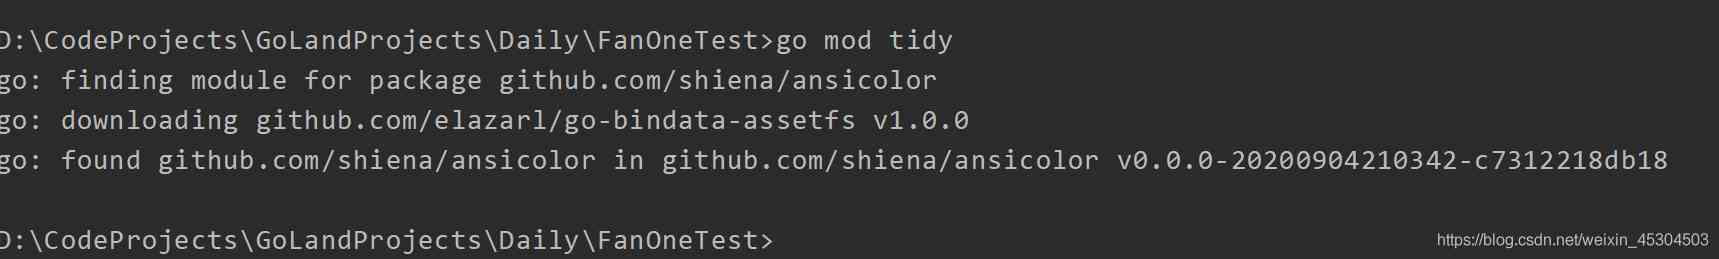 D:\CodeProjects\GoLandProjects\Daily\FanOneTest>go mod tidy
go: finding module for package github.com/shiena/ansicolor
go: downloading github.com/elazarl/go-bindata-assetfs v1.0.0
go: found github.com/shiena/ansicolor in github.com/shiena/ansicolor v0.0.0-20200904210342-c7312218db18
D:\CodeProjects\GoLandProjects\Daily\FanOneTest>
https://blog.csdn.net/weixin_45304503